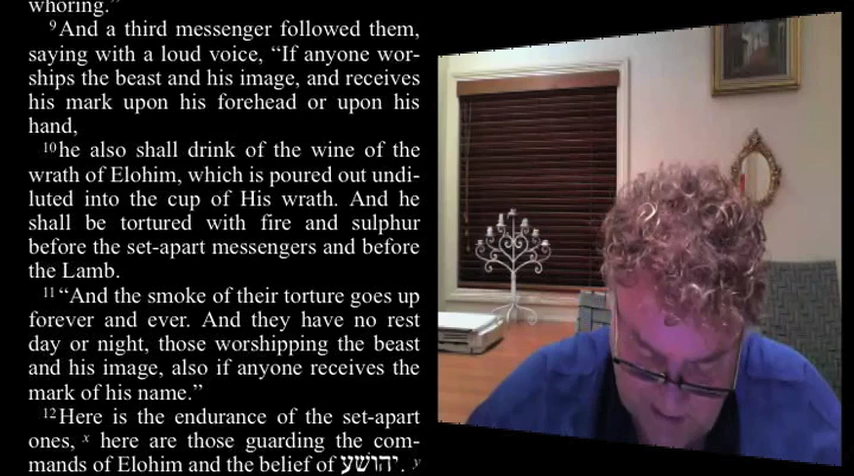 whoring.”
9And a third messenger followed them,
saying with a loud voice, “If anyone wor-
ships the beast and his image, and receives
his mark upon his forehead or upon his
hand,
10he also shall drink of the wine of the
wrath of Elohim, which is poured out undi-
luted into the cup of His wrath. And he
shall be tortured with fire and sulphur
before the set-apart messengers and before
the Lamb.
11“And the smoke of their torture goes up
forever and ever. And they have no rest
day or night, those worshipping the beast
and his image, also if anyone receives the
mark of his name.”
12Here is the endurance of the set-apart
ones, x here are those guarding the com-
mands of Elohim and the belief of יהושע. y